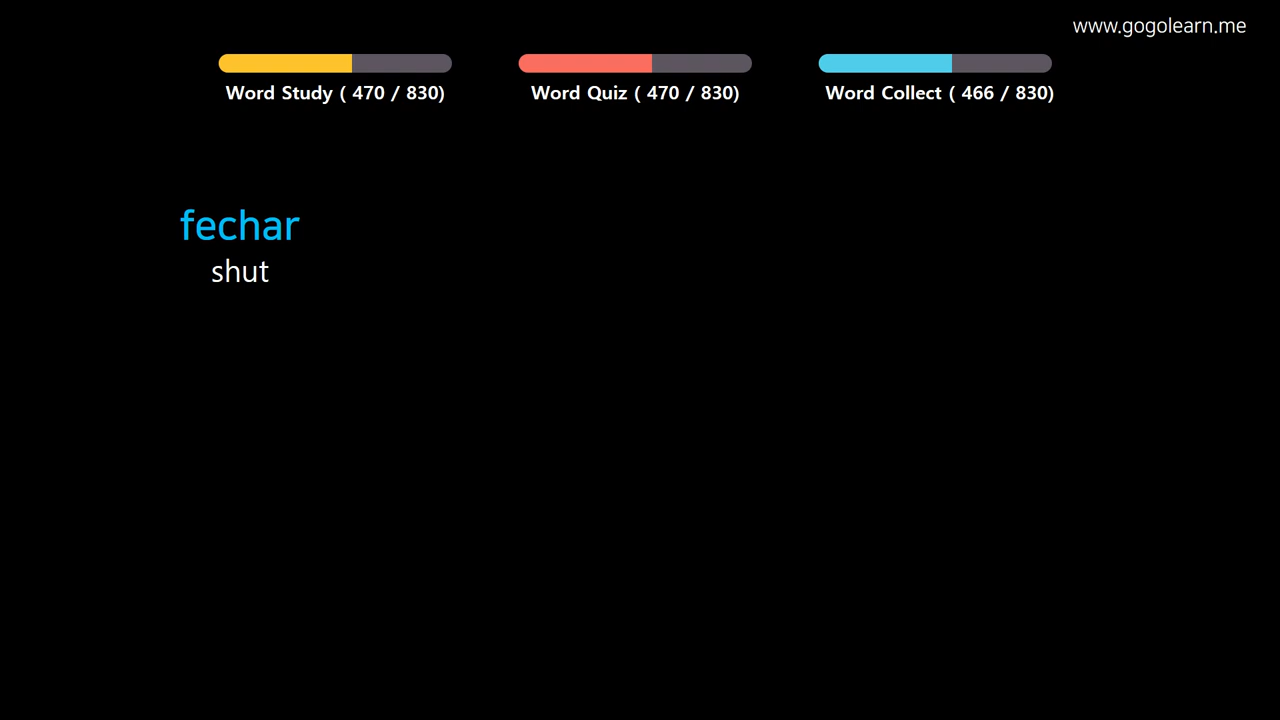 www.gogolearn.me
Word Study ( 470 / 830)
Word Quiz ( 470 / 830)
Word Collect ( 466 / 830)
fechar
shut